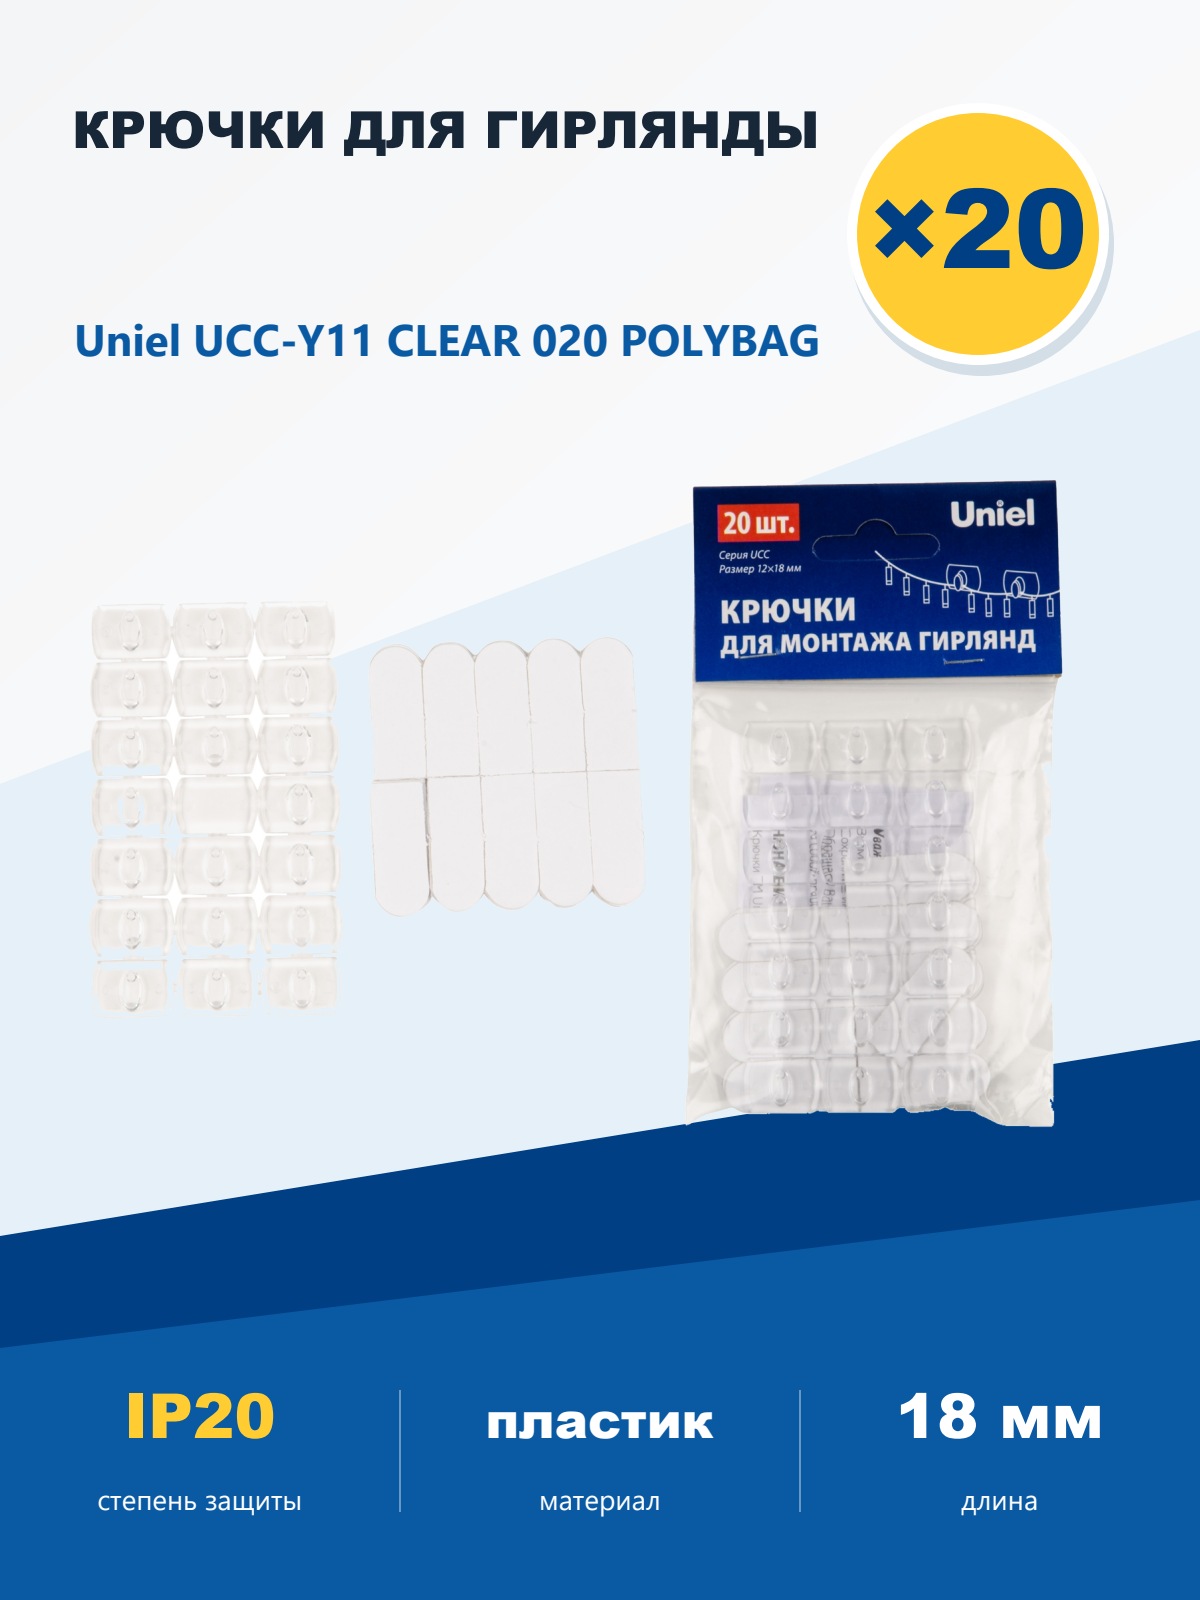 КРЮЧКИ ДЛЯ ГИРЛЯНДЫ
×20
Uniel UCC-Y11 CLEAR 020 POLYBAG
20 шт.
Uniel
Серия UCC
Размер 12×18 мм
КРЮЧКИ
ДЛЯ МОНТАЖА ГИРЛЯНД
IP20
степень защиты
пластик
материал
18 мм
длина